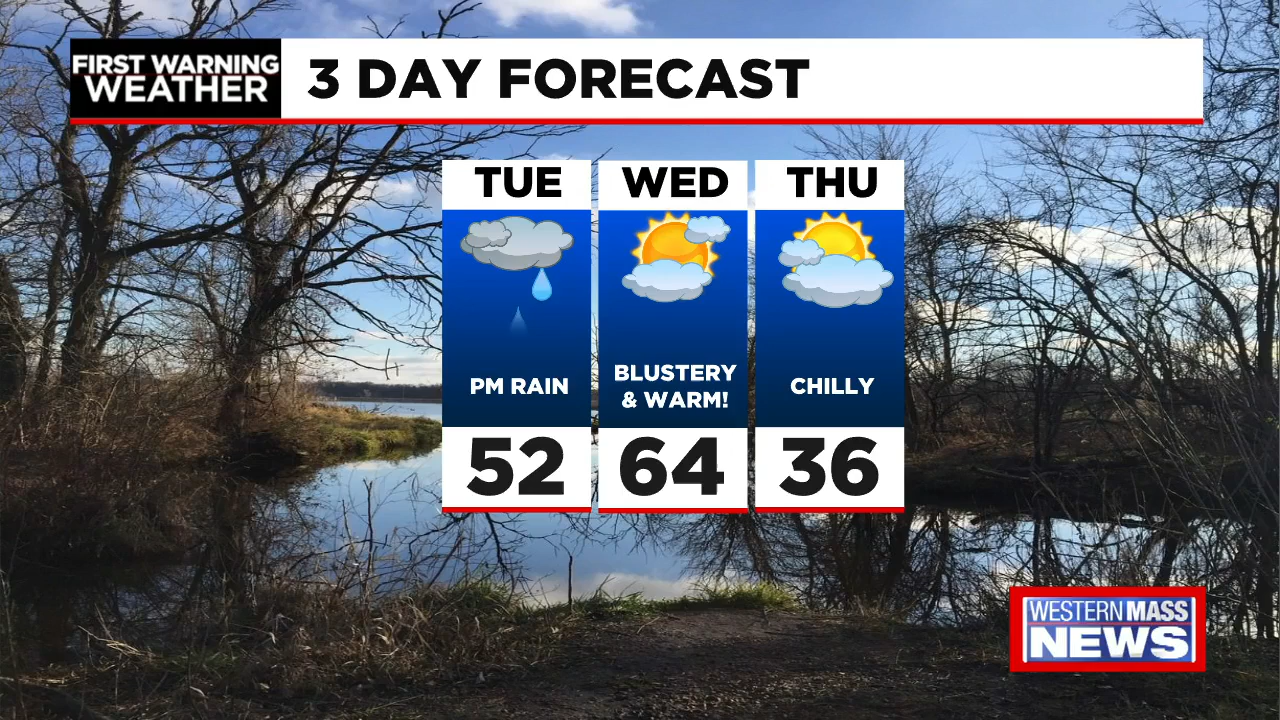 FIRST WARNING
WEATHER
3 DAY FORECAST
TUE
WED
THU
PM RAIN
BLUSTERY
& WARM!
CHILLY
52
64
36
WESTERN MASS
NEWS